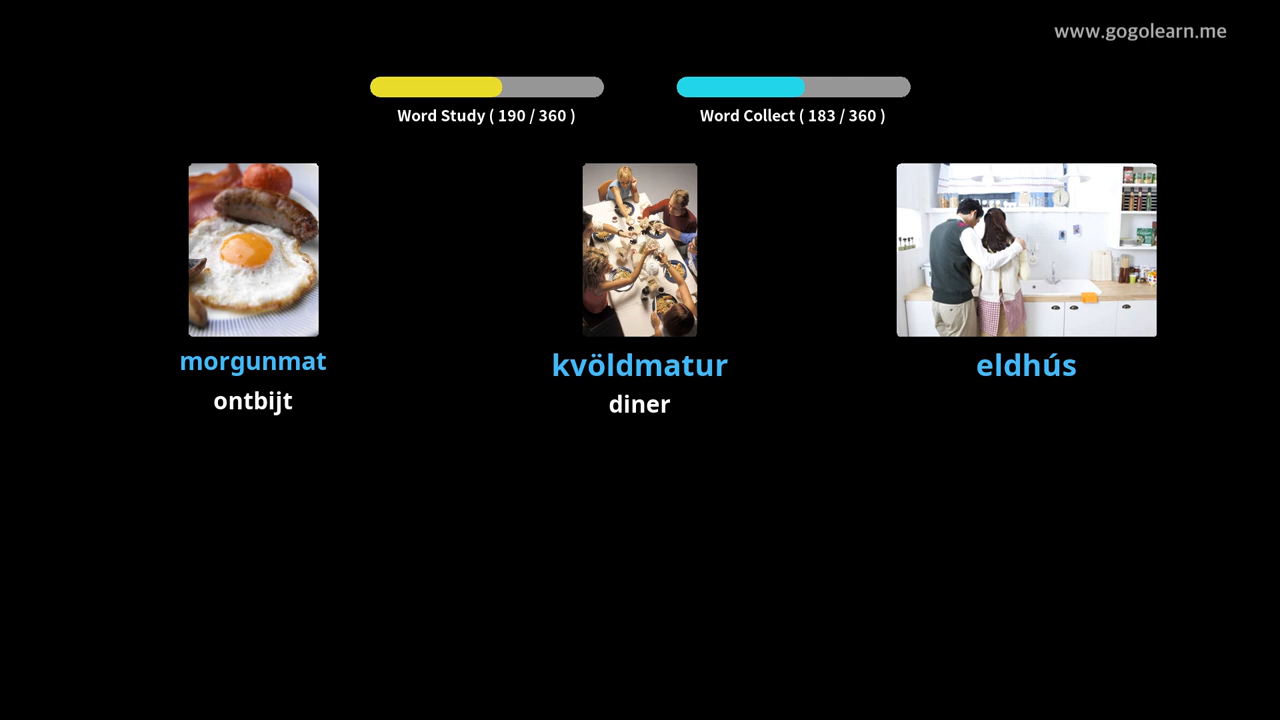 www.gogolearn.me
Word Study ( 190 / 360 )
Word Collect ( 183 / 360 )
morgunmat
ontbijt
kvöldmatur
diner
eldhús